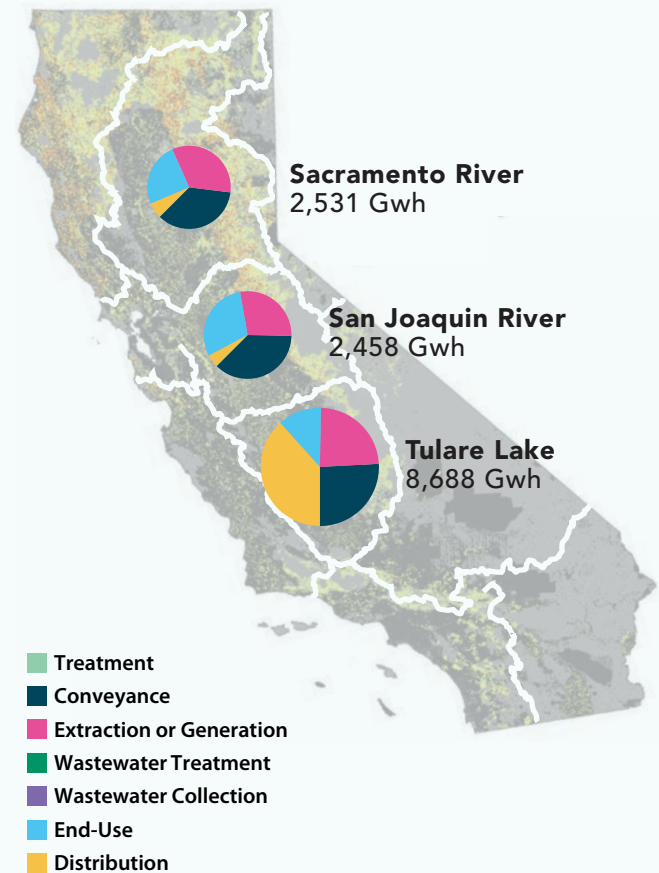 Sacramento River
2,531 Gwh
San Joaquin River
2,458 Gwh
Tulare Lake
8,688 Gwh
Treatment
Conveyance
Extraction or Generation
Wastewater Treatment
Wastewater Collection
End-Use
Distribution